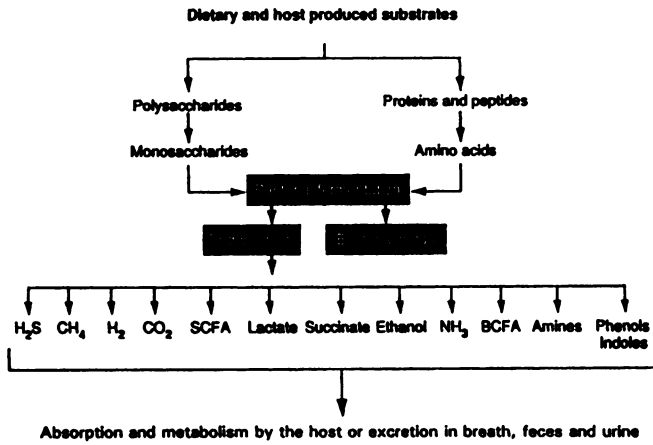 Dietary and host produced substrates
Polysaccharides
Proteins and peptides
Monosaccharides
Amino acids
H₂S CH₄ H₂ CO₂ SCFA Lactate Succinate Ethanol NH₃ BCFA Amines Phenols
Indoles
Absorption and metabolism by the host or excretion in breath, feces and urine